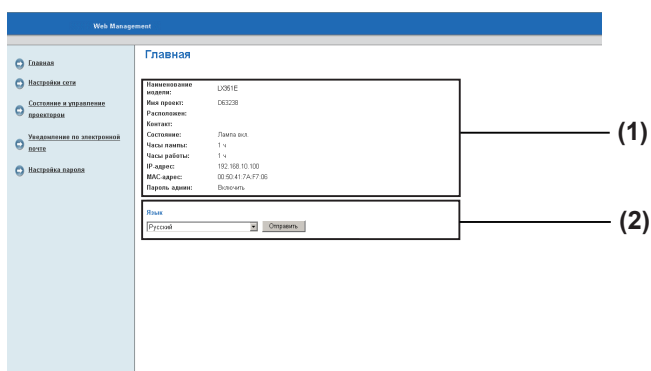 Web Management
Главная
Настройки сети
Состояние и управление
проектором
Уведомление по электронной
почте
Настройка пароля
Главная
Наименование
модели:
LX351E
Имя проект: D63238
Расположен:
Контакт:
Состояние: Лампа вкл.
Часы лампы: 1 ч
Часы работы: 1 ч
IP-адрес: 192.168.10.100
MAC-адрес: 00:50:41:7A:F7:06
Пароль админ: Включить
(1)
Язык
Русский Отправить
(2)